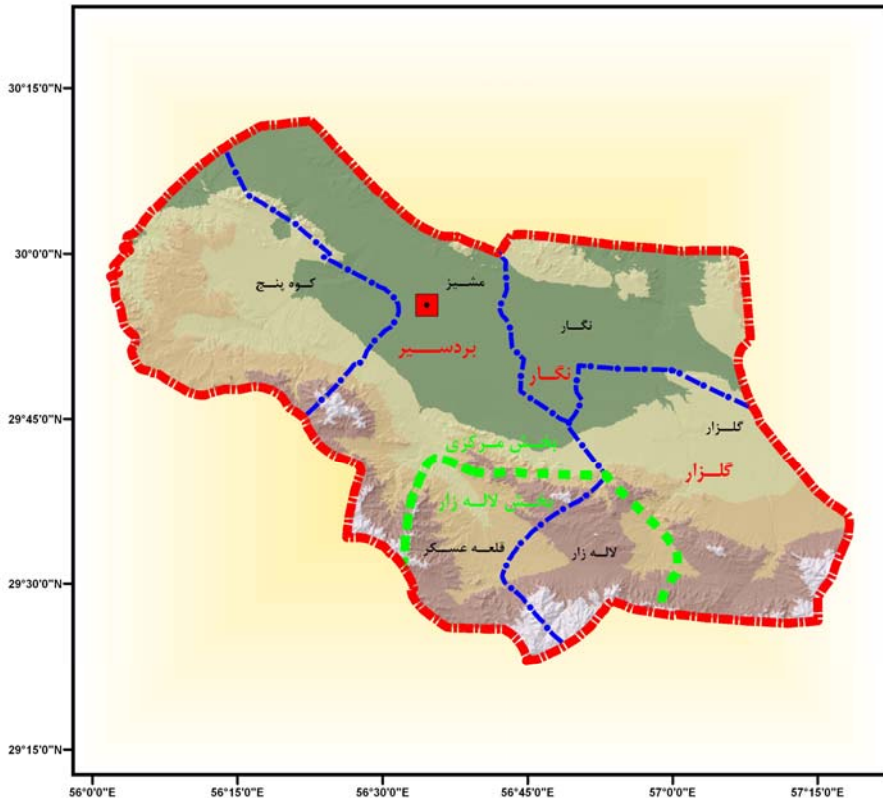 30°15'0"N
30°0'0"N
29°45'0"N
29°30'0"N
29°15'0"N
56°0'0"E
56°15'0"E
56°30'0"E
56°45'0"E
57°0'0"E
57°15'0"E
مشیز
کوه پنج
نگار
بردسیر
نگار
گلزار
گلزار
بخش مرکزی
بخش لاله زار
قلعه عسکر
لاله زار